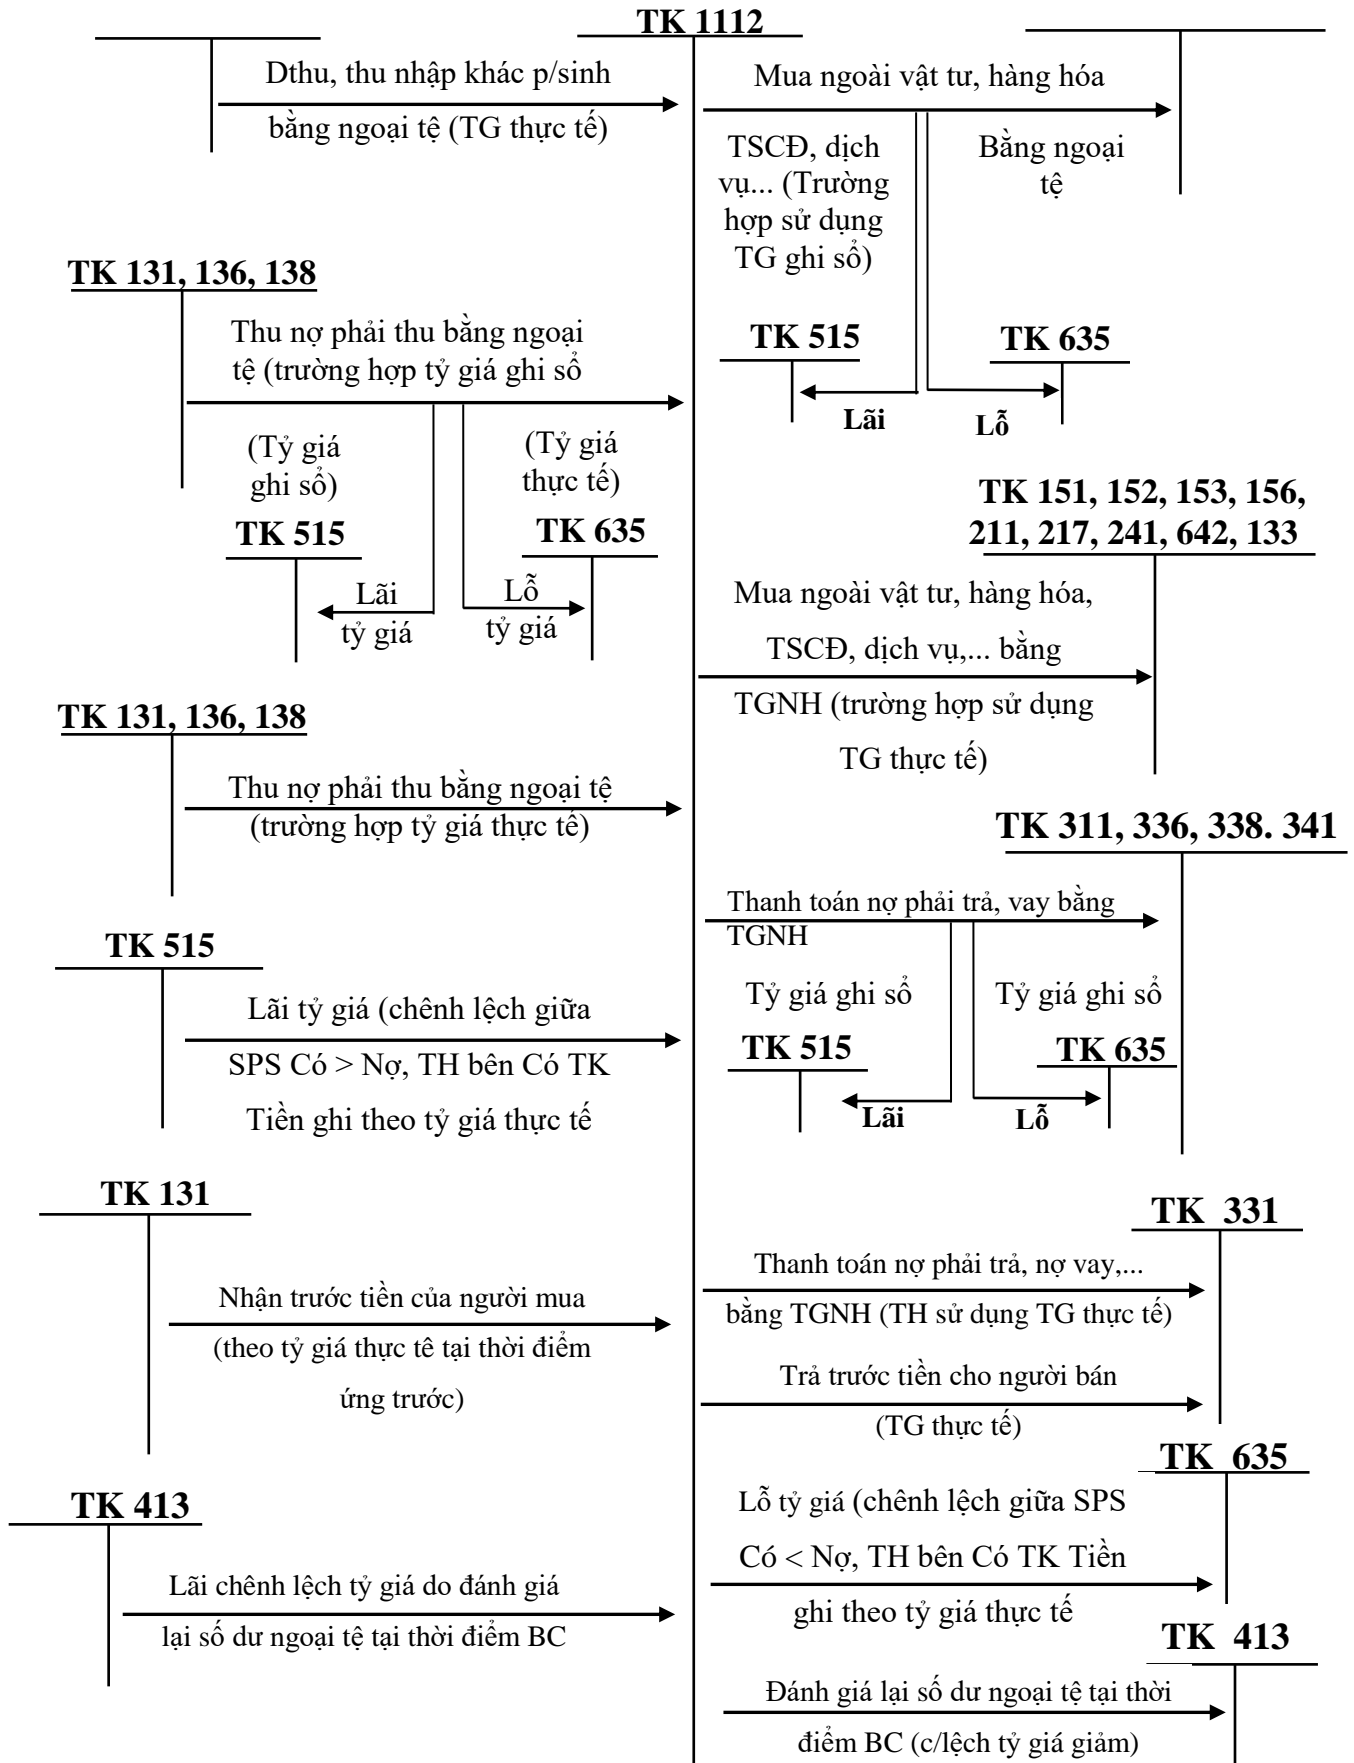 TK 1112
Dthu, thu nhập khác p/sinh
bằng ngoại tệ (TG thực tế)
TK 131, 136, 138
Thu nợ phải thu bằng ngoại
tệ (trường hợp tỷ giá ghi sổ
(Tỷ giá
ghi sổ)
(Tỷ giá
thực tế)
TK 515
TK 635
Lãi
tỷ giá
Lỗ
tỷ giá
TK 131, 136, 138
Thu nợ phải thu bằng ngoại tệ
(trường hợp tỷ giá thực tế)
TK 515
Lãi tỷ giá (chênh lệch giữa
SPS Có > Nợ, TH bên Có TK
Tiền ghi theo tỷ giá thực tế
TK 131
Nhận trước tiền của người mua
(theo tỷ giá thực tê tại thời điểm
ứng trước)
TK 413
Lãi chênh lệch tỷ giá do đánh giá
lại số dư ngoại tệ tại thời điểm BC
Mua ngoài vật tư, hàng hóa
TSCĐ, dịch
vụ... (Trường
hợp sử dụng
TG ghi sổ)
Bằng ngoại
tệ
TK 515
TK 635
Lãi
Lỗ
TK 151, 152, 153, 156,
211, 217, 241, 642, 133
Mua ngoài vật tư, hàng hóa,
TSCĐ, dịch vụ,... bằng
TGNH (trường hợp sử dụng
TG thực tế)
TK 311, 336, 338. 341
Thanh toán nợ phải trả, vay bằng
TGNH
Tỷ giá ghi sổ
Tỷ giá ghi sổ
TK 515
TK 635
Lãi
Lỗ
TK 331
Thanh toán nợ phải trả, nợ vay,...
bằng TGNH (TH sử dụng TG thực tế)
Trả trước tiền cho người bán
(TG thực tế)
TK 635
Lỗ tỷ giá (chênh lệch giữa SPS
Có < Nợ, TH bên Có TK Tiền
ghi theo tỷ giá thực tế
TK 413
Đánh giá lại số dư ngoại tệ tại thời
điểm BC (c/lệch tỷ giá giảm)